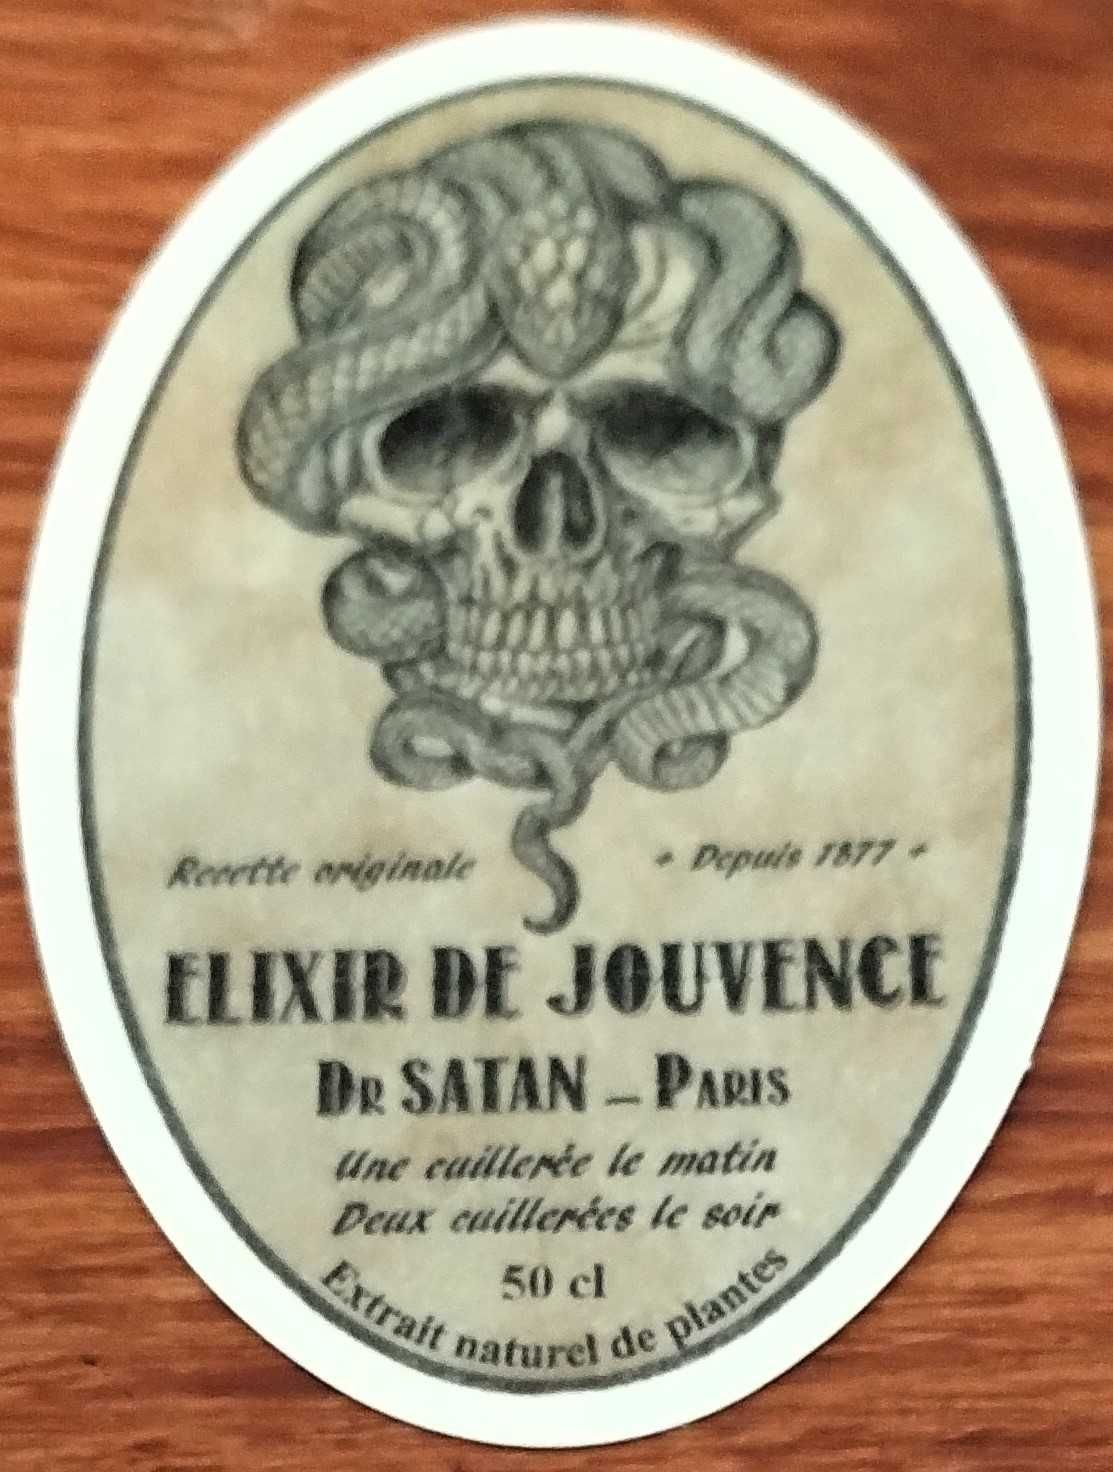 Recette originale
• Depuis 1877 •
ELIXIR DE JOUVENCE
DR SATAN – PARIS
Une cuillerée le matin
Deux cuillerées le soir
50 cl
Extrait naturel de plantes